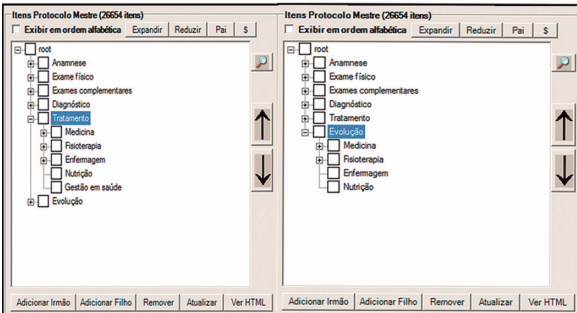 Itens Protocolo Mestre (26654 itens)
Exibir em ordem alfabética Expandir Reduzir Pai $
root
Anamnese
Exame físico
Exames complementares
Diagnóstico
Tratamento
Medicina
Fisioterapia
Enfermagem
Nutrição
Gestão em saúde
Evolução
Adicionar Irmão Adicionar Filho Remover Atualizar Ver HTML
Itens Protocolo Mestre (26654 itens)
Exibir em ordem alfabética Expandir Reduzir Pai $
root
Anamnese
Exame físico
Exames complementares
Diagnóstico
Tratamento
Evolução
Medicina
Fisioterapia
Enfermagem
Nutrição
Adicionar Irmão Adicionar Filho Remover Atualizar Ver HTML